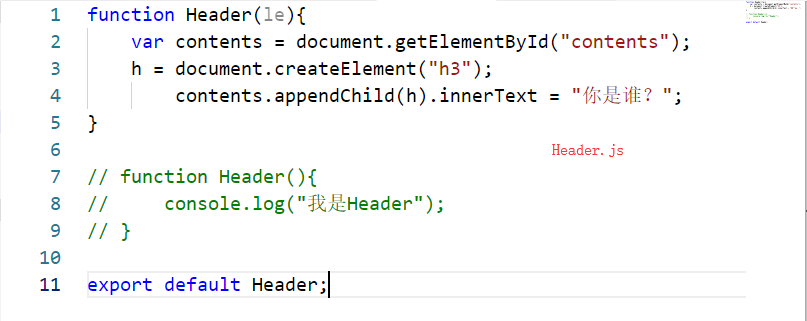 1 function Header(le){
2     var contents = document.getElementById("contents");
3     h = document.createElement("h3");
4         contents.appendChild(h).innerText = "你是谁？";
5 }
6
Header.js
7 // function Header(){
8 //     console.log("我是Header");
9 // }
10
11 export default Header;